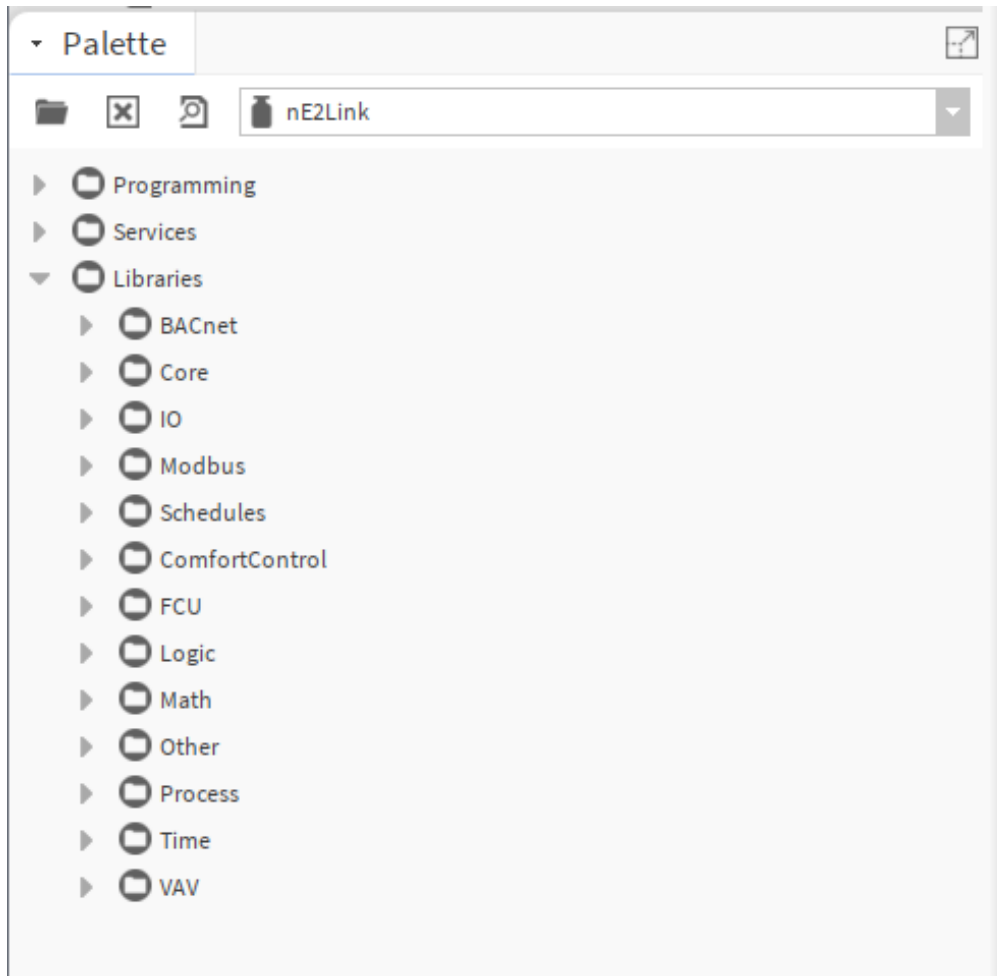 Palette
nE2Link
Programming
Services
Libraries
BACnet
Core
IO
Modbus
Schedules
ComfortControl
FCU
Logic
Math
Other
Process
Time
VAV